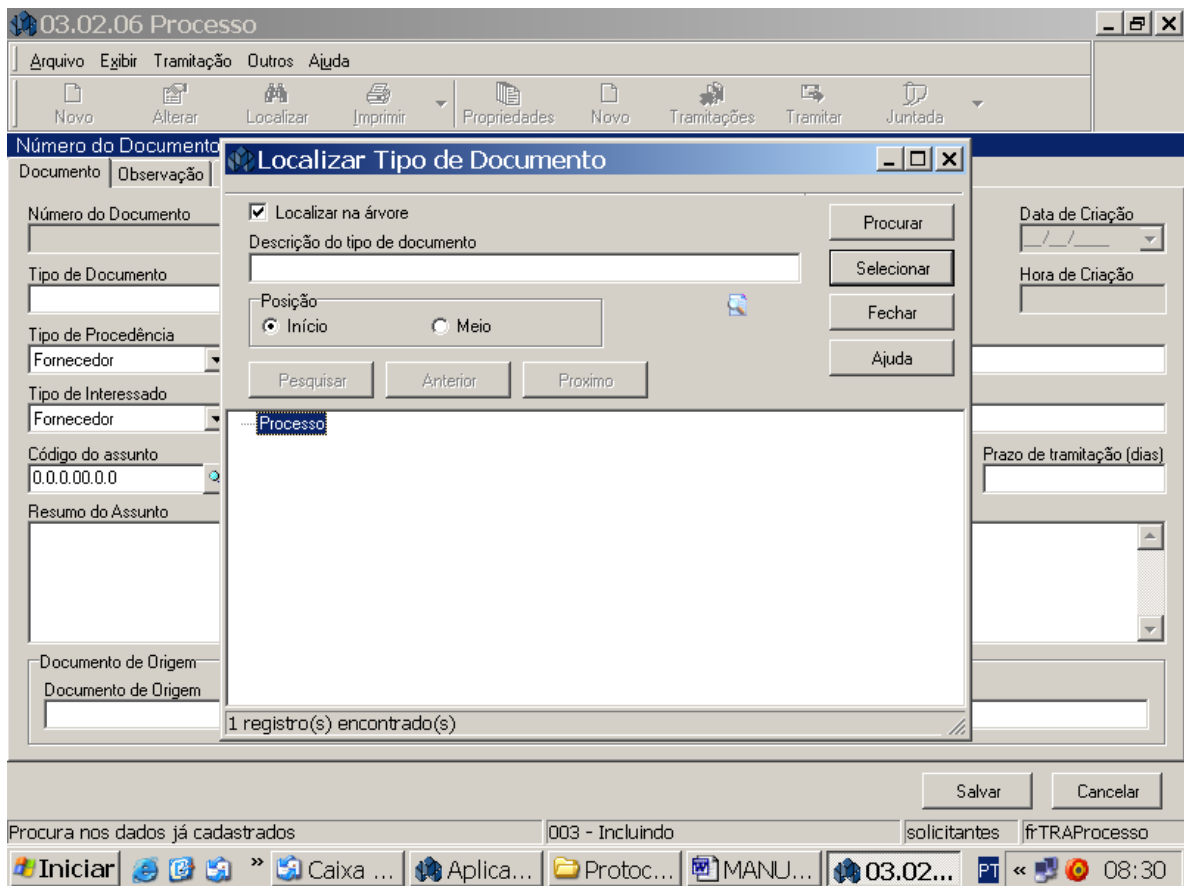 03.02.06 Processo
Arquivo Exibir Tramitação Outros Ajuda
Novo Alterar Localizar Imprimir Propriedades Novo Tramitações Tramitar Juntada
Número do Documento
Documento Observação
Localizar Tipo de Documento
Localizar na árvore
Descrição do tipo de documento
Posição
Início Meio
Pesquisar Anterior Proximo
Procurar
Selecionar
Fechar
Ajuda
Processo
1 registro(s) encontrado(s)
Número do Documento
Data de Criação
__/__/____
Tipo de Documento
Hora de Criação
Tipo de Procedência
Fornecedor
Tipo de Interessado
Fornecedor
Código do assunto
Prazo de tramitação (dias)
0.0.0.00.0.0
Resumo do Assunto
Documento de Origem
Documento de Origem
Salvar Cancelar
Procura nos dados já cadastrados 003 - Incluindo solicitantes frTRAProcesso
Iniciar » Caixa ... Aplica... Protoc... MANU... 03.02... PT « 08:30